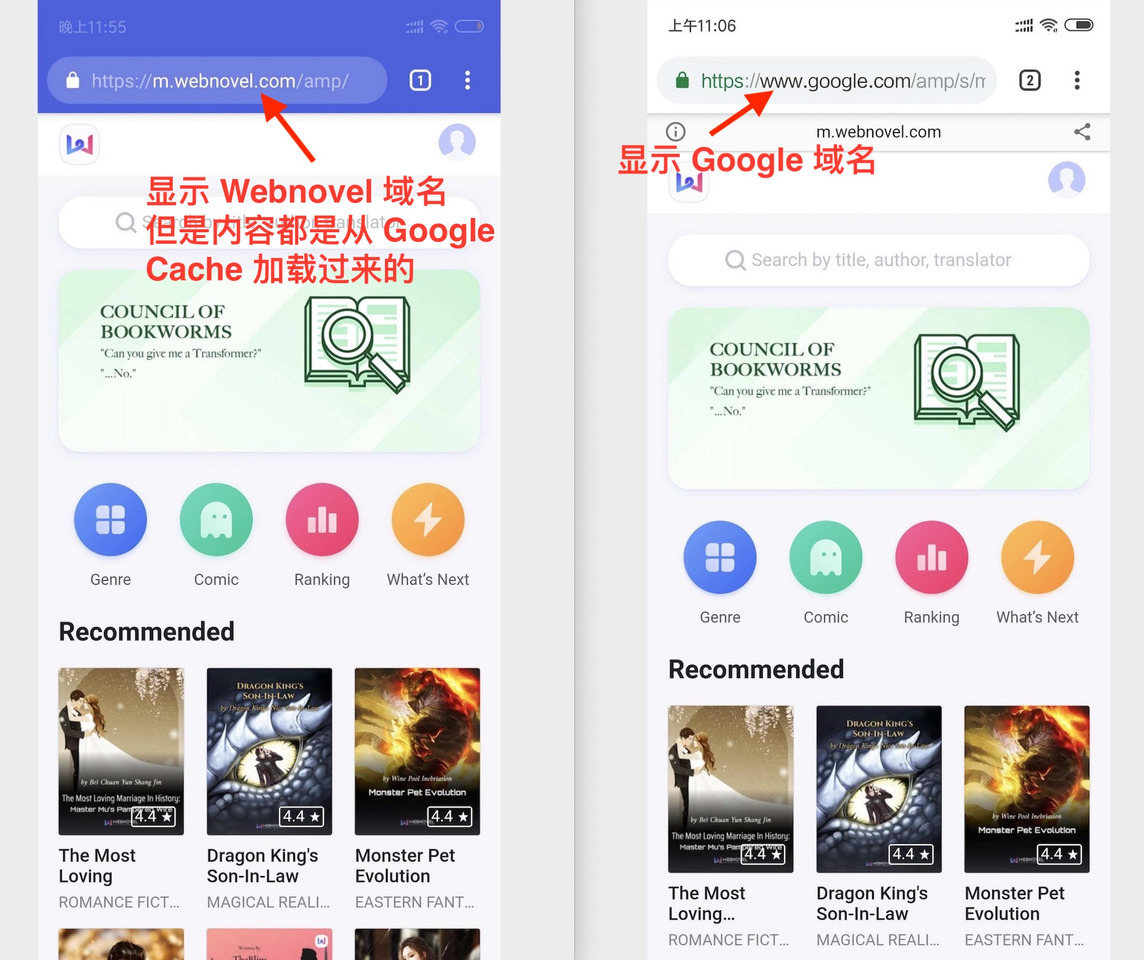 晚上11:55
https://m.webnovel.com/amp/
1
显示 Webnovel 域名
但是内容都是从 Google
Cache 加载过来的
COUNCIL OF
BOOKWORMS
"Can you give me a Transformer?"
"...No."
Genre
Comic
Ranking
What's Next
Recommended
by Bei Chuan Yun Shang Jin
The Most Loving Marriage In History:
Master Mu's Pampered Wife
4.4 ★
DRAGON KING'S
SON-IN-LAW
4.4 ★
by Wine Pool Inebriation
Monster Pet Evolution
4.4 ★
The Most
Loving
ROMANCE FICT...
Dragon King's
Son-In-Law
MAGICAL REALI...
Monster Pet
Evolution
EASTERN FANT...
Written By
上午11:06
https://www.google.com/amp/s/m
2
m.webnovel.com
显示 Google 域名
Search by title, author, translator
COUNCIL OF
BOOKWORMS
"Can you give me a Transformer?"
"...No."
Genre
Comic
Ranking
What's Next
Recommended
by Bei Chuan Yun Shang Jin
The Most Loving Marriage In History:
Master Mu's Pampered Wife
4.4 ★
DRAGON KING'S
SON-IN-LAW
4.4 ★
by Wine Pool Inebriation
Monster Pet Evolution
4.4 ★
The Most
Loving...
ROMANCE FICT...
Dragon King's
Son-In-Law
MAGICAL REALI...
Monster Pet
Evolution
EASTERN FANT...